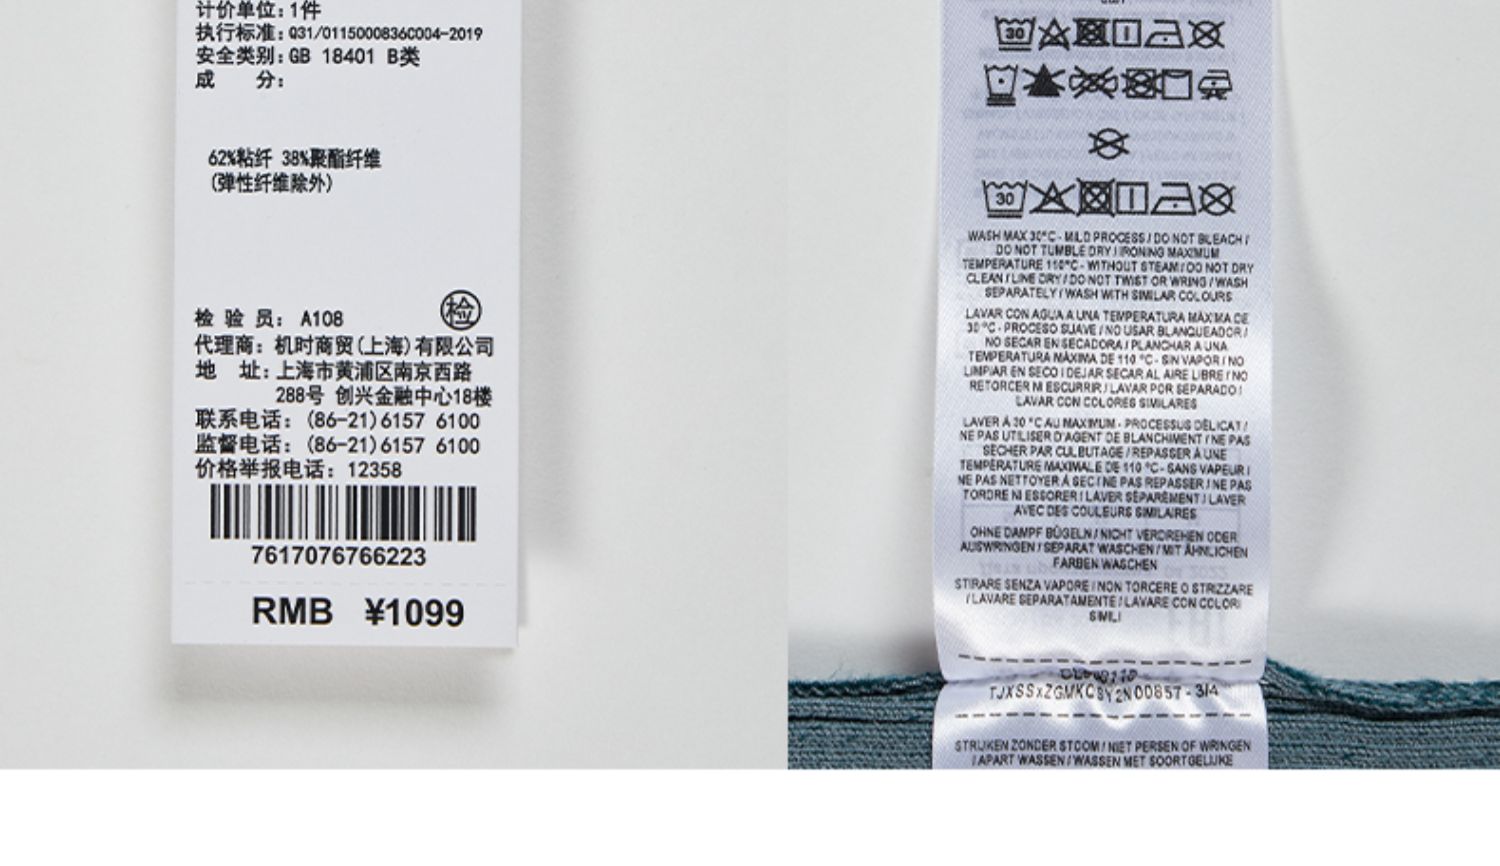 计价单位:1件
执行标准:Q31/0115000836C004-2019
安全类别:GB 18401 B类
成 分:
62%粘纤 38%聚酯纤维
(弹性纤维除外)
检
检 验 员: A108
代理商: 机时商贸(上海)有限公司
地 址: 上海市黄浦区南京西路
288号 创兴金融中心18楼
联系电话: (86-21)6157 6100
监督电话: (86-21)6157 6100
价格举报电话: 12358
7617076766223
RMB ¥1099
30
30
WASH MAX 30°C - MILD PROCESS / DO NOT BLEACH /
DO NOT TUMBLE DRY / IRONING MAXIMUM
TEMPERATURE 110°C - WITHOUT STEAM / DO NOT DRY
CLEAN / LINE DRY / DO NOT TWIST OR WRING / WASH
SEPARATELY / WASH WITH SIMILAR COLOURS
LAVAR CON AGUA A UNA TEMPERATURA MÁXIMA DE
30 °C - PROCESO SUAVE / NO USAR BLANQUEADOR /
NO SECAR EN SECADORA / PLANCHAR A UNA
TEMPERATURA MÁXIMA DE 110 °C - SIN VAPOR / NO
LIMPIAR EN SECO / DEJAR SECAR AL AIRE LIBRE / NO
RETORCER NI ESCURRIR / LAVAR POR SEPARADO /
LAVAR CON COLORES SIMILARES
LAVER À 30 °C AU MAXIMUM - PROCESSUS DÉLICAT /
NE PAS UTILISER D'AGENT DE BLANCHIMENT / NE PAS
SÉCHER PAR CULBUTAGE / REPASSER À UNE
TEMPÉRATURE MAXIMALE DE 110 °C - SANS VAPEUR /
NE PAS NETTOYER À SEC / NE PAS REPASSER / NE PAS
TORDRE NI ESSORER / LAVER SÉPARÉMENT / LAVER
AVEC DES COULEURS SIMILAIRES
OHNE DAMPF BÜGELN / NICHT VERDREHEN ODER
AUSWRINGEN / SEPARAT WASCHEN / MIT ÄHNLICHEN
FARBEN WASCHEN
STIRARE SENZA VAPORE / NON TORCERE O STRIZZARE
/ LAVARE SEPARATAMENTE / LAVARE CON COLORI
SIMILI
- 3/4
STRIJKEN ZONDER STOOM / NIET PERSEN OF WRINGEN
/ APART WASSEN / WASSEN MET SOORTGELIJKE